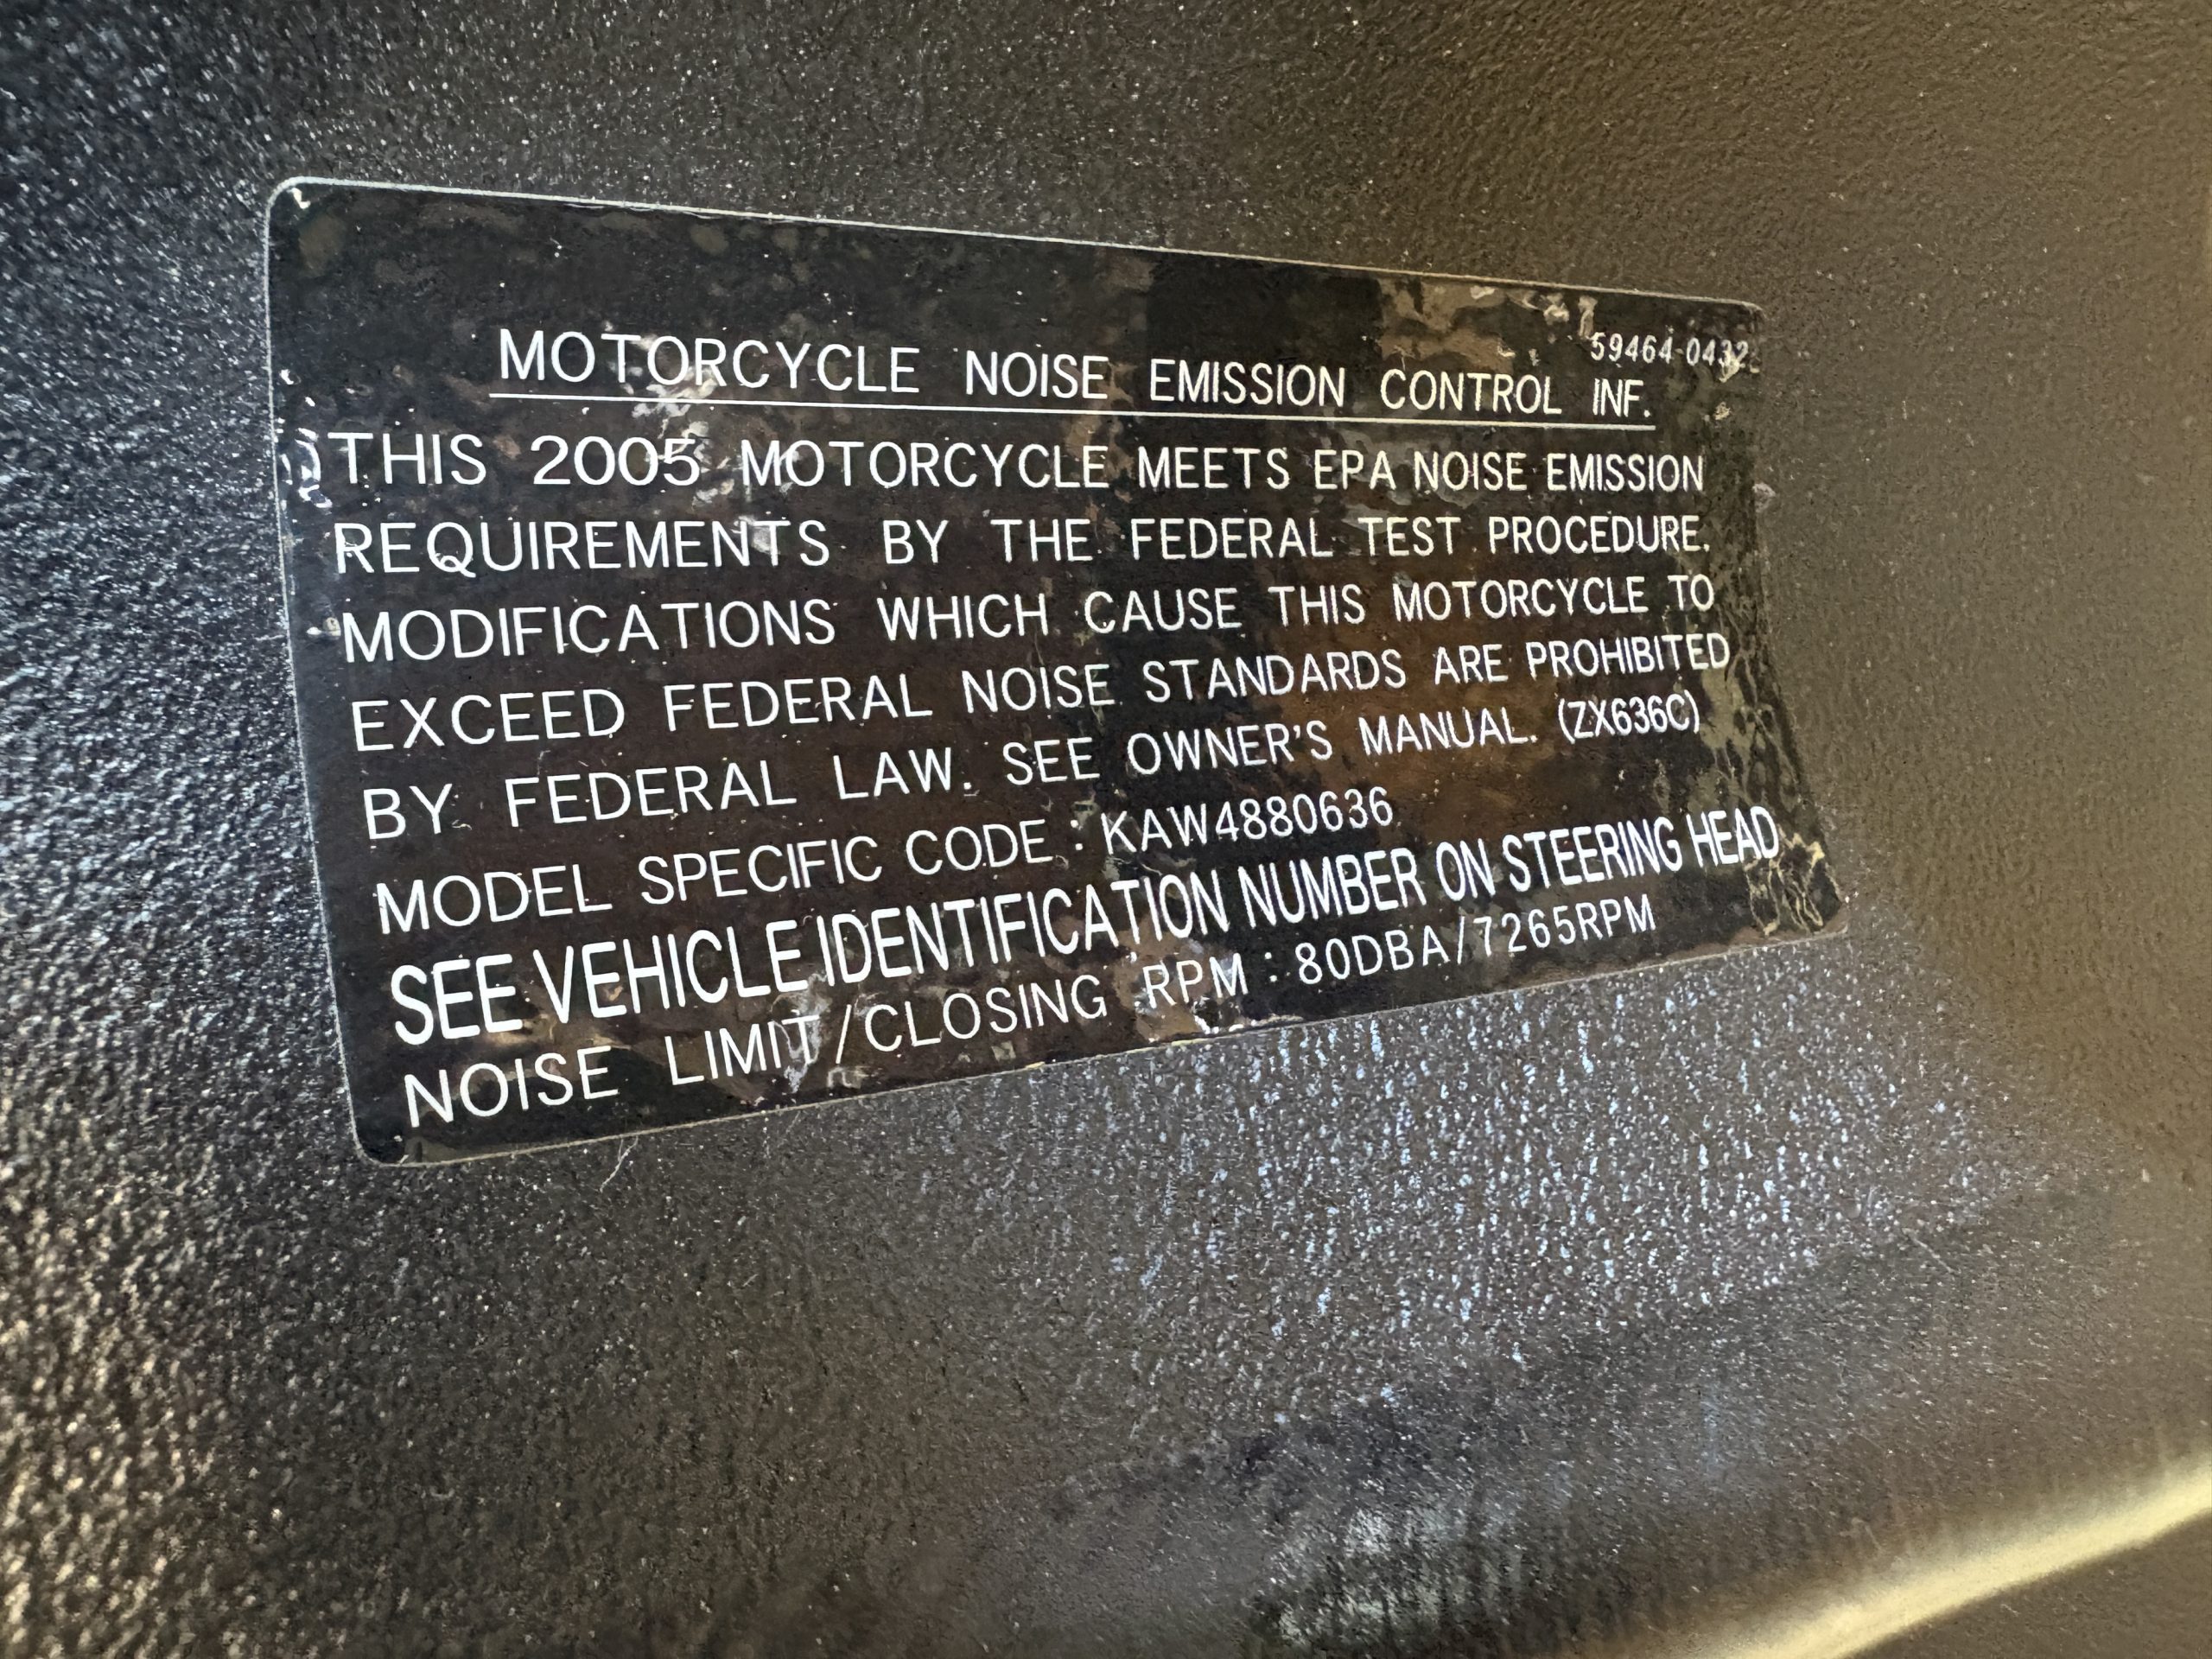 59464-0432
MOTORCYCLE NOISE EMISSION CONTROL INF.
THIS 2005 MOTORCYCLE MEETS EPA NOISE EMISSION
REQUIREMENTS BY THE FEDERAL TEST PROCEDURE.
MODIFICATIONS WHICH CAUSE THIS MOTORCYCLE TO
EXCEED FEDERAL NOISE STANDARDS ARE PROHIBITED
BY FEDERAL LAW. SEE OWNER'S MANUAL. (ZX636C)
MODEL SPECIFIC CODE : KAW4880636
SEE VEHICLE IDENTIFICATION NUMBER ON STEERING HEAD
NOISE LIMIT/CLOSING RPM : 80DBA/7265RPM